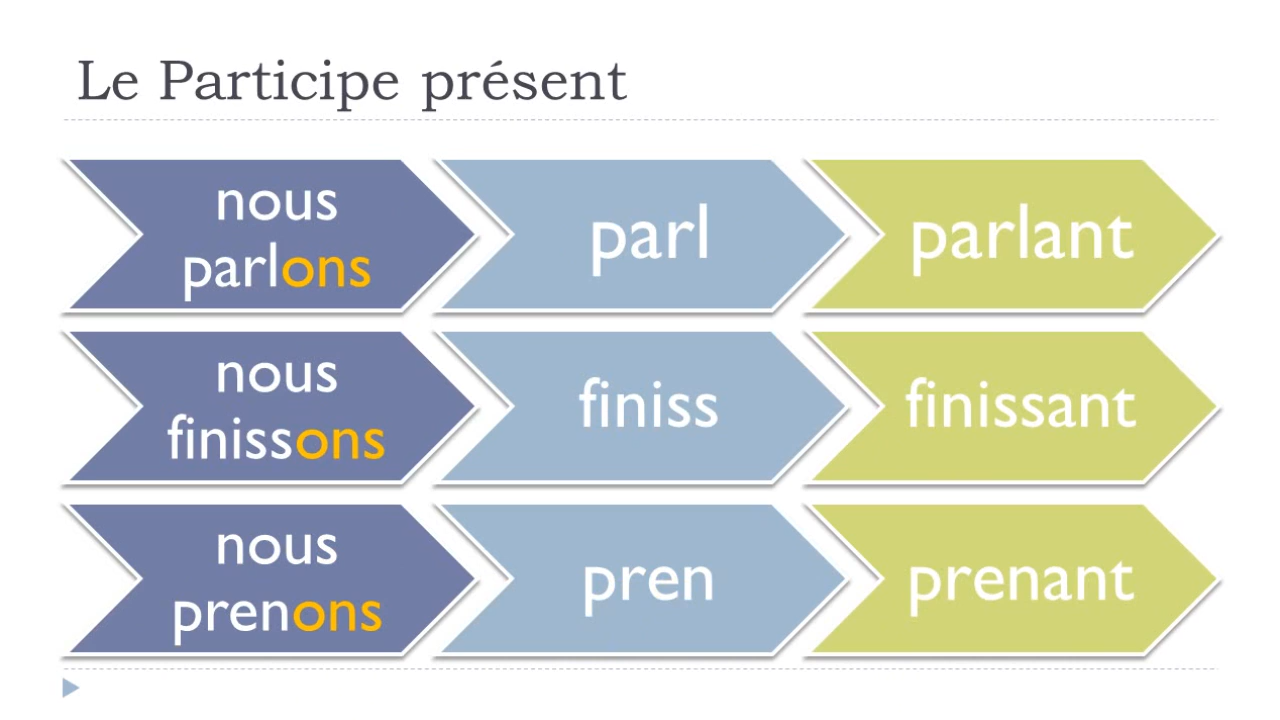 Le Participe présent
nous
parlons
parl
parlant
nous
finissons
finiss
finissant
nous
prenons
pren
prenant